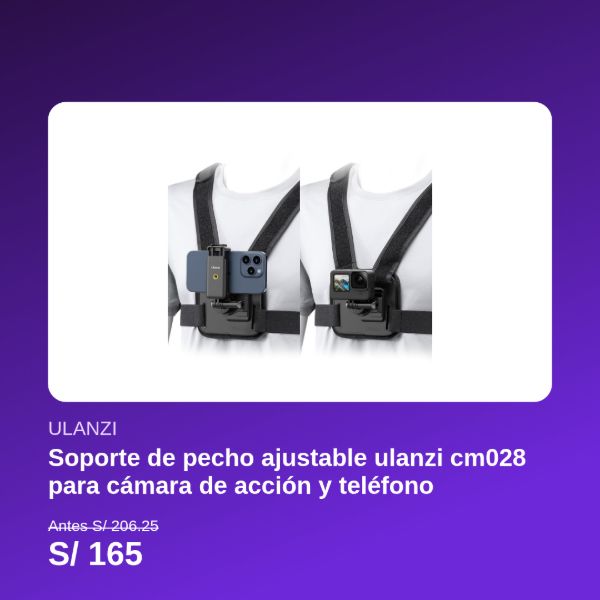 ULANZI
Soporte de pecho ajustable ulanzi cm028
para cámara de acción y teléfono
Antes S/ 206.25
S/ 165